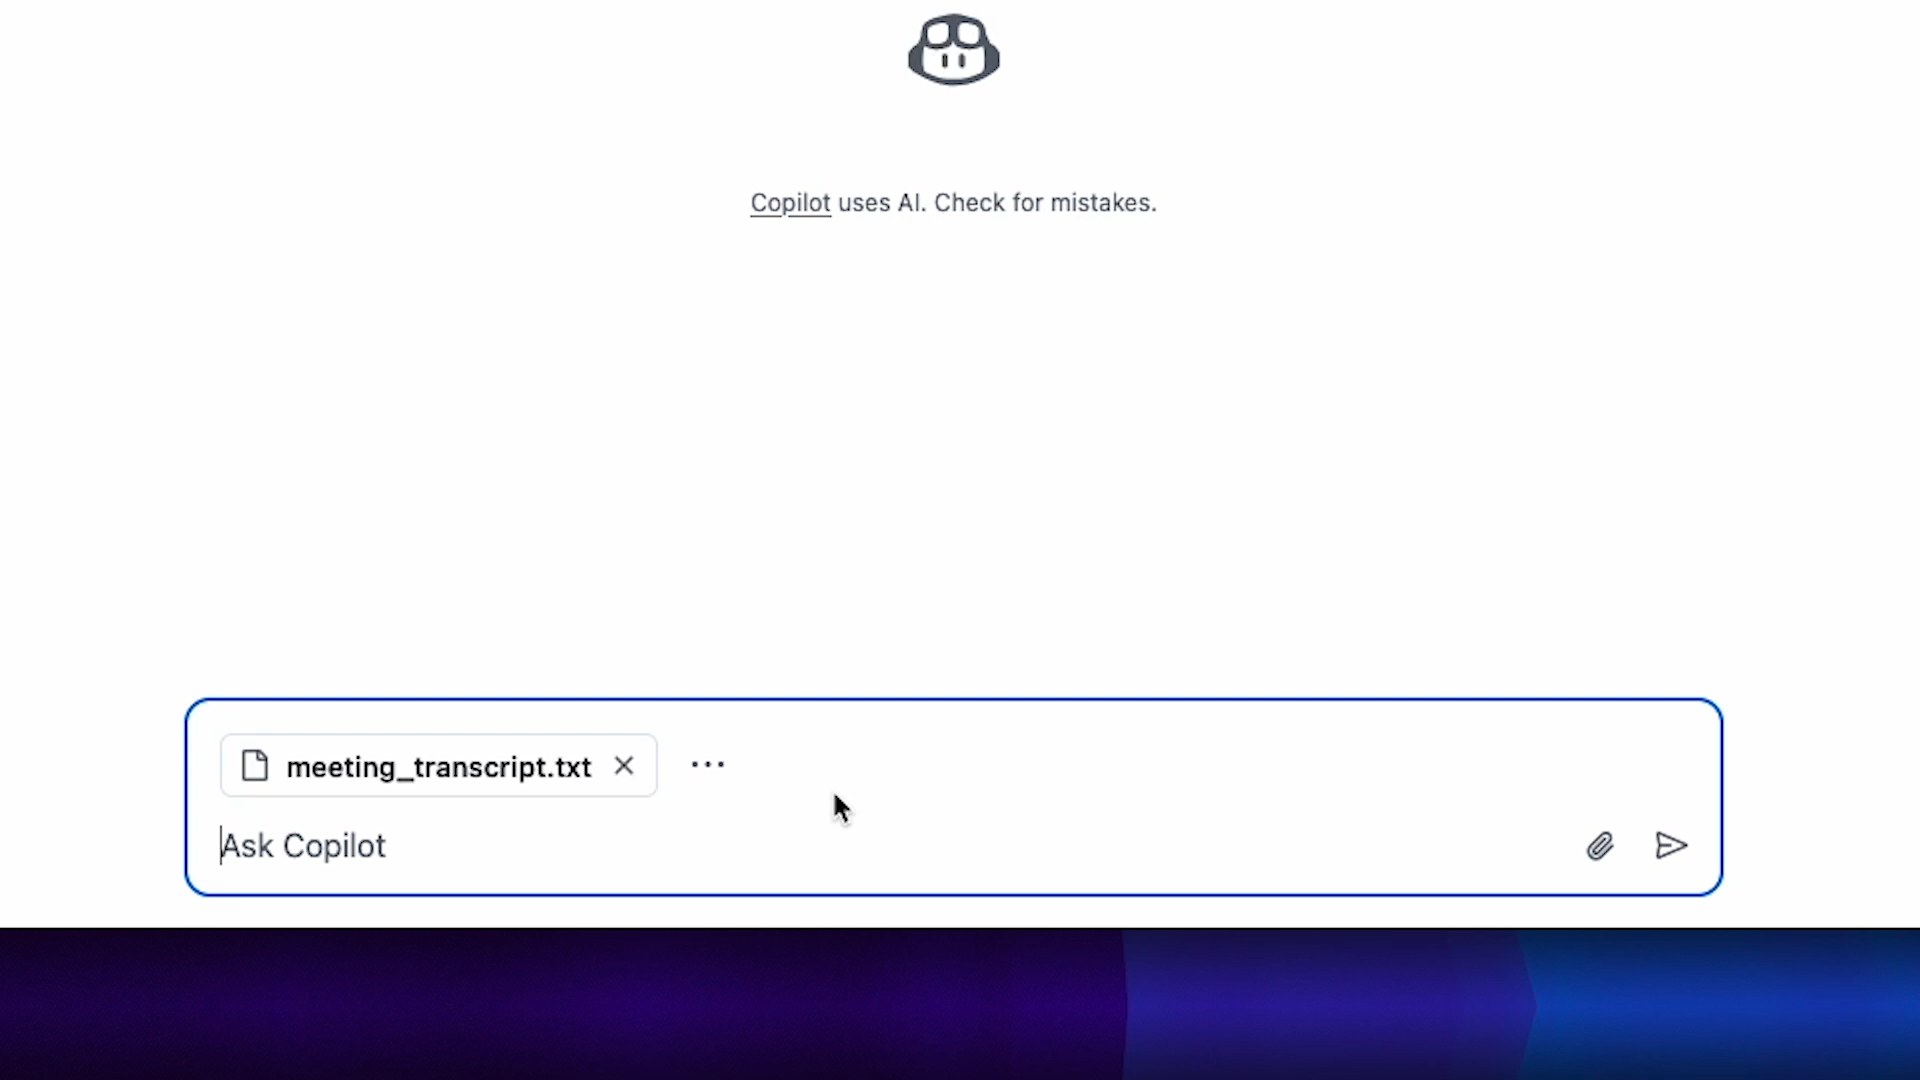 Copilot uses AI. Check for mistakes.
meeting_transcript.txt
Ask Copilot